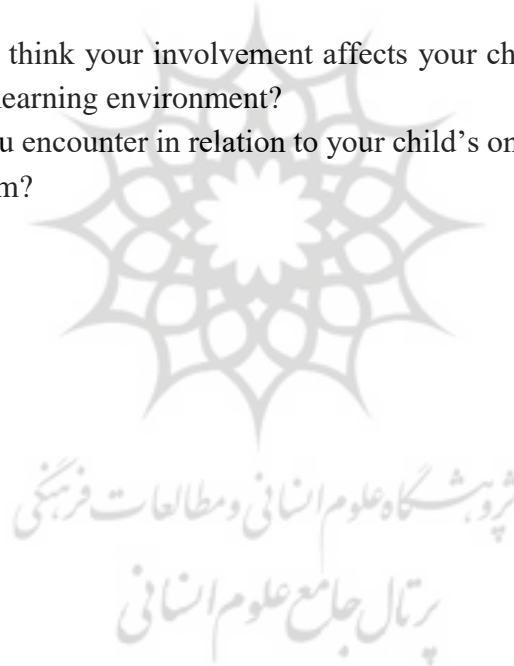 think your involvement affects your ch
learning environment?
u encounter in relation to your child's on
m?
پژوهشگاه علوم انسانی و مطالعات فرهنگی
پرتال جامع علوم انسانی